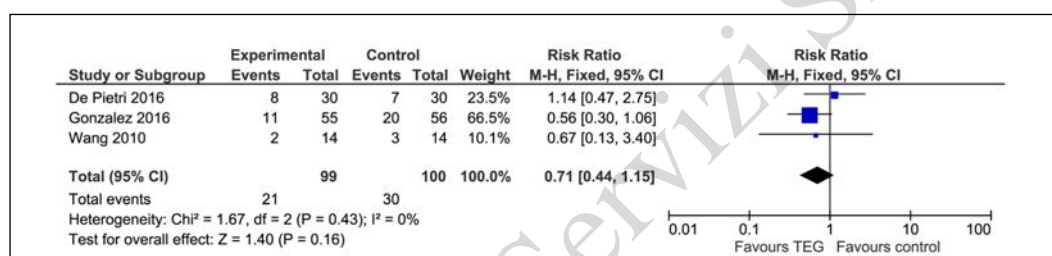 Experimental Control Risk Ratio Risk Ratio
Study or Subgroup Events Total Events Total Weight M-H, Fixed, 95% CI M-H, Fixed, 95% CI
De Pietri 2016 8 30 7 30 23.5% 1.14 [0.47, 2.75]
Gonzalez 2016 11 55 20 56 66.5% 0.56 [0.30, 1.06]
Wang 2010 2 14 3 14 10.1% 0.67 [0.13, 3.40]
Total (95% CI) 99 100 100.0% 0.71 [0.44, 1.15]
Total events 21 30
Heterogeneity: Chi² = 1.67, df = 2 (P = 0.43); I² = 0%
Test for overall effect: Z = 1.40 (P = 0.16)
0.01 0.1 1 10 100
Favours TEG Favours control
Servizi